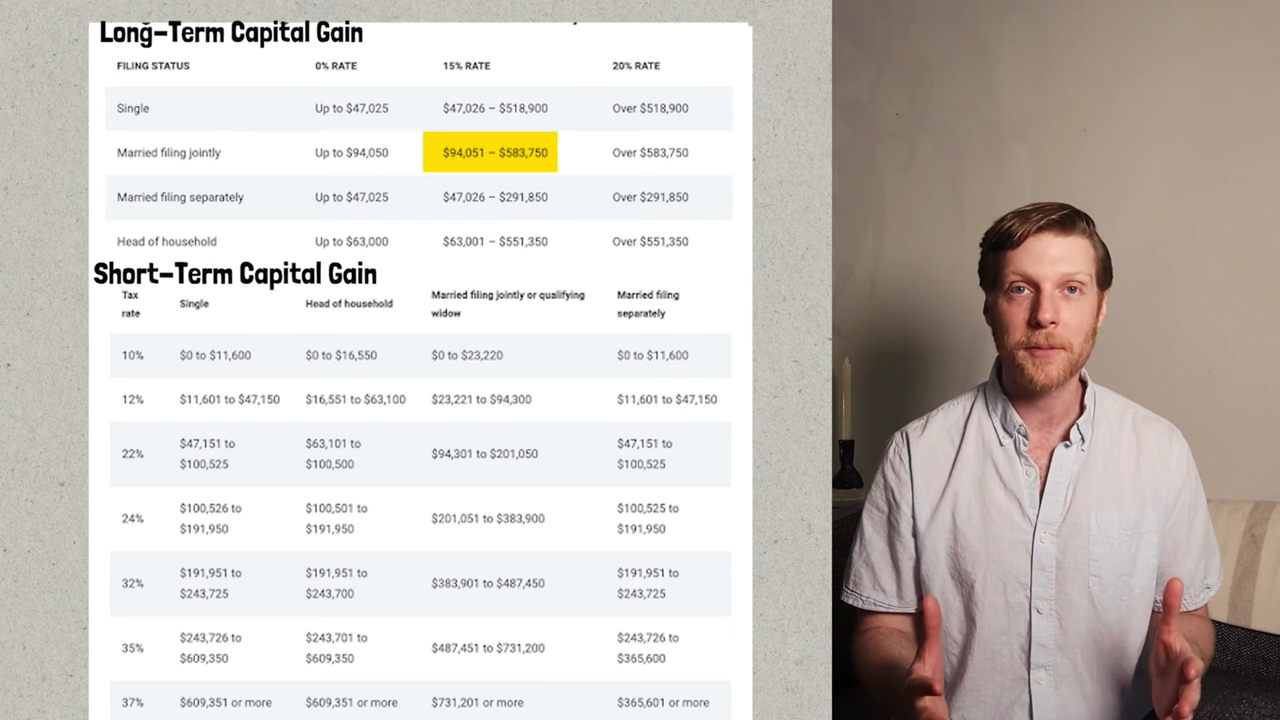 Long-Term Capital Gain
FILING STATUS 0% RATE 15% RATE 20% RATE
Single Up to $47,025 $47,026 – $518,900 Over $518,900
Married filing jointly Up to $94,050 $94,051 – $583,750 Over $583,750
Married filing separately Up to $47,025 $47,026 – $291,850 Over $291,850
Head of household Up to $63,000 $63,001 – $551,350 Over $551,350
Short-Term Capital Gain
Tax rate Single Head of household Married filing jointly or qualifying widow Married filing separately
10% $0 to $11,600 $0 to $16,550 $0 to $23,220 $0 to $11,600
12% $11,601 to $47,150 $16,551 to $63,100 $23,221 to $94,300 $11,601 to $47,150
22% $47,151 to $100,525 $63,101 to $100,500 $94,301 to $201,050 $47,151 to $100,525
24% $100,526 to $191,950 $100,501 to $191,950 $201,051 to $383,900 $100,525 to $191,950
32% $191,951 to $243,725 $191,951 to $243,700 $383,901 to $487,450 $191,951 to $243,725
35% $243,726 to $609,350 $243,701 to $609,350 $487,451 to $731,200 $243,726 to $365,600
37% $609,351 or more $609,351 or more $731,201 or more $365,601 or more